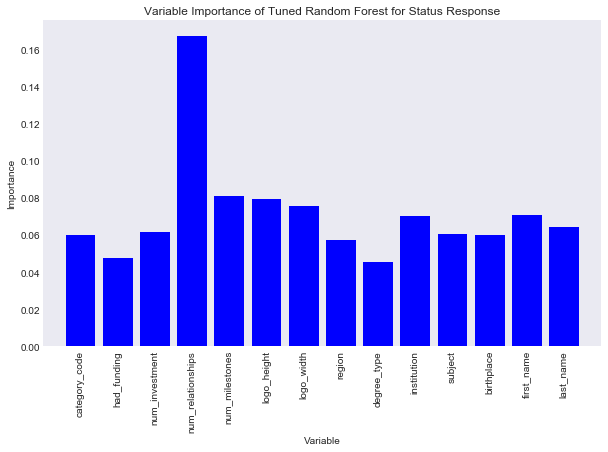 Variable Importance of Tuned Random Forest for Status Response
Importance
0.16
0.14
0.12
0.10
0.08
0.06
0.04
0.02
0.00
category_code
had_funding
num_investment
num_relationships
num_milestones
logo_height
logo_width
region
degree_type
institution
subject
birthplace
first_name
last_name
Variable